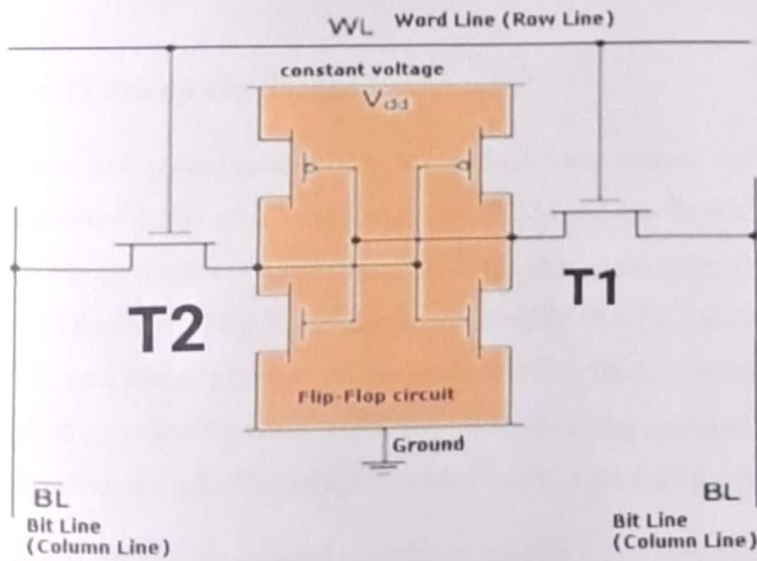 WL Word Line (Row Line)
constant voltage
Vdd
T2
T1
Flip-Flop circuit
Ground
B̅L̅
Bit Line
(Column Line)
BL
Bit Line
(Column Line)